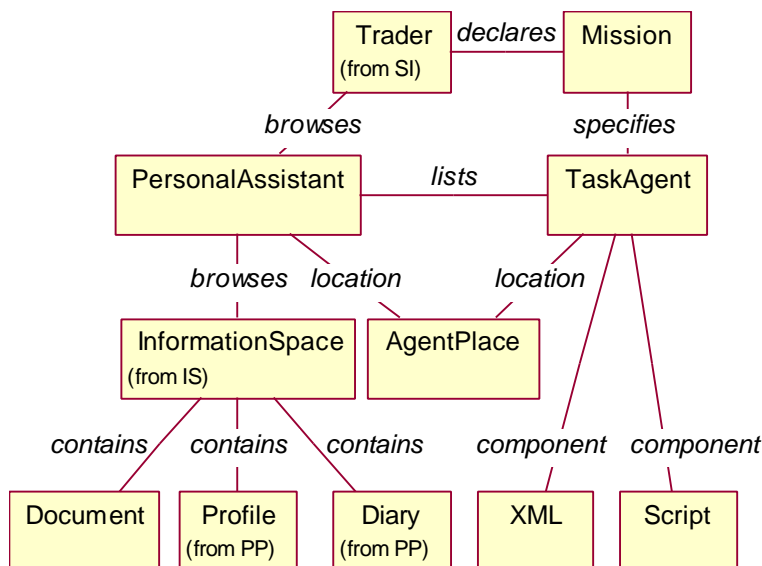 Trader
(from SI)
declares
Mission
browses
specifies
PersonalAssistant
lists
TaskAgent
browses
location
location
InformationSpace
(from IS)
AgentPlace
contains
contains
contains
component
component
Document
Profile
(from PP)
Diary
(from PP)
XML
Script